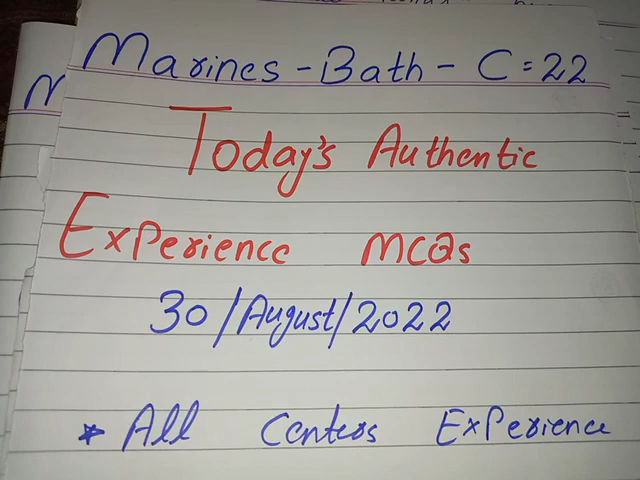 Marines - Bath - C = 22
Today's Authentic
Experience MCQs
30/August/2022
* All Centers Experience